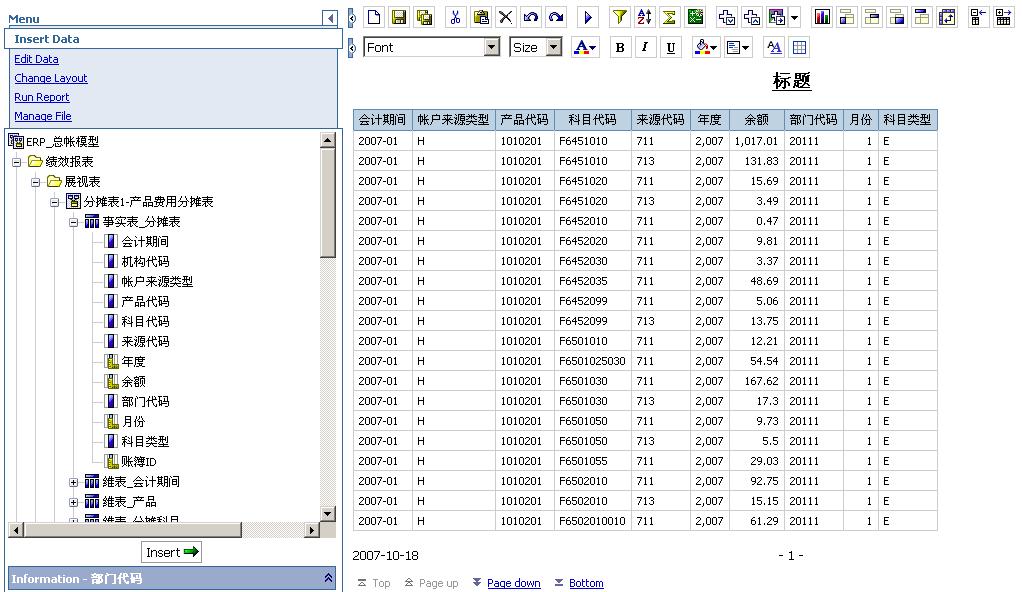 Menu
Insert Data
Edit Data
Change Layout
Run Report
Manage File
ERP_总帐模型
绩效报表
展视表
分摊表1-产品费用分摊表
事实表_分摊表
会计期间
机构代码
帐户来源类型
产品代码
科目代码
来源代码
年度
余额
部门代码
月份
科目类型
账簿ID
维表_会计期间
维表_产品
维表_分摊科目
Insert
Information - 部门代码
Font Size A B I U A A
标题
会计期间 帐户来源类型 产品代码 科目代码 来源代码 年度 余额 部门代码 月份 科目类型
2007-01 H 1010201 F6451010 711 2,007 1,017.01 20111 1 E
2007-01 H 1010201 F6451010 713 2,007 131.83 20111 1 E
2007-01 H 1010201 F6451020 711 2,007 15.69 20111 1 E
2007-01 H 1010201 F6451020 713 2,007 3.49 20111 1 E
2007-01 H 1010201 F6452010 711 2,007 0.47 20111 1 E
2007-01 H 1010201 F6452020 711 2,007 9.81 20111 1 E
2007-01 H 1010201 F6452030 711 2,007 3.37 20111 1 E
2007-01 H 1010201 F6452035 711 2,007 48.69 20111 1 E
2007-01 H 1010201 F6452099 711 2,007 5.06 20111 1 E
2007-01 H 1010201 F6452099 713 2,007 13.75 20111 1 E
2007-01 H 1010201 F6501010 711 2,007 12.21 20111 1 E
2007-01 H 1010201 F6501025030 711 2,007 54.54 20111 1 E
2007-01 H 1010201 F6501030 711 2,007 167.62 20111 1 E
2007-01 H 1010201 F6501030 713 2,007 17.3 20111 1 E
2007-01 H 1010201 F6501050 711 2,007 9.73 20111 1 E
2007-01 H 1010201 F6501050 713 2,007 5.5 20111 1 E
2007-01 H 1010201 F6501055 711 2,007 29.03 20111 1 E
2007-01 H 1010201 F6502010 711 2,007 92.75 20111 1 E
2007-01 H 1010201 F6502010 713 2,007 15.15 20111 1 E
2007-01 H 1010201 F6502010010 711 2,007 61.29 20111 1 E
2007-10-18 - 1 -
Top Page up Page down Bottom